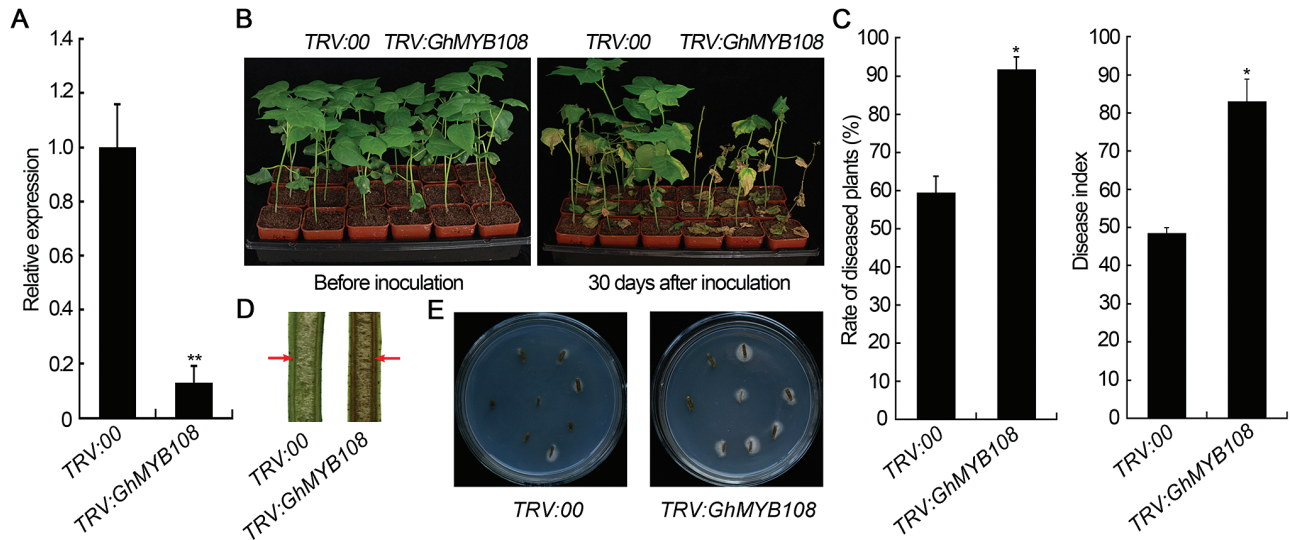 A
1.4
1.2
1.0
0.8
0.6
0.4
0.2
0
Relative expression
**
TRV:00
TRV:GhMYB108
B
TRV:00 TRV:GhMYB108
TRV:00 TRV:GhMYB108
Before inoculation
30 days after inoculation
C
100
90
80
70
60
50
40
30
20
10
0
Rate of diseased plants (%)
*
TRV:00
TRV:GhMYB108
100
90
80
70
60
50
40
30
20
10
0
Disease index
*
TRV:00
TRV:GhMYB108
D
TRV:00
TRV:GhMYB108
E
TRV:00
TRV:GhMYB108